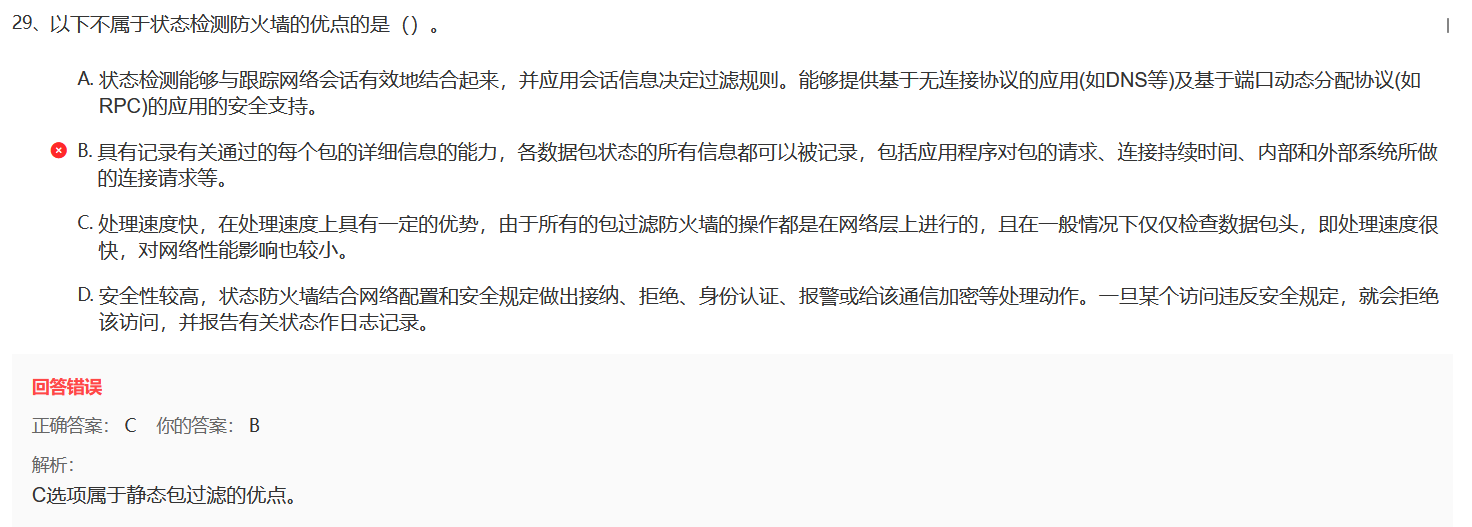 29、以下不属于状态检测防火墙的优点的是（）。
A. 状态检测能够与跟踪网络会话有效地结合起来，并应用会话信息决定过滤规则。能够提供基于无连接协议的应用(如DNS等)及基于端口动态分配协议(如
RPC)的应用的安全支持。
B. 具有记录有关通过的每个包的详细信息的能力，各数据包状态的所有信息都可以被记录，包括应用程序对包的请求、连接持续时间、内部和外部系统所做
的连接请求等。
C. 处理速度快，在处理速度上具有一定的优势，由于所有的包过滤防火墙的操作都是在网络层上进行的，且在一般情况下仅仅检查数据包头，即处理速度很
快，对网络性能影响也较小。
D. 安全性较高，状态防火墙结合网络配置和安全规定做出接纳、拒绝、身份认证、报警或给该通信加密等处理动作。一旦某个访问违反安全规定，就会拒绝
该访问，并报告有关状态作日志记录。
回答错误
正确答案： C 你的答案： B
解析：
C选项属于静态包过滤的优点。